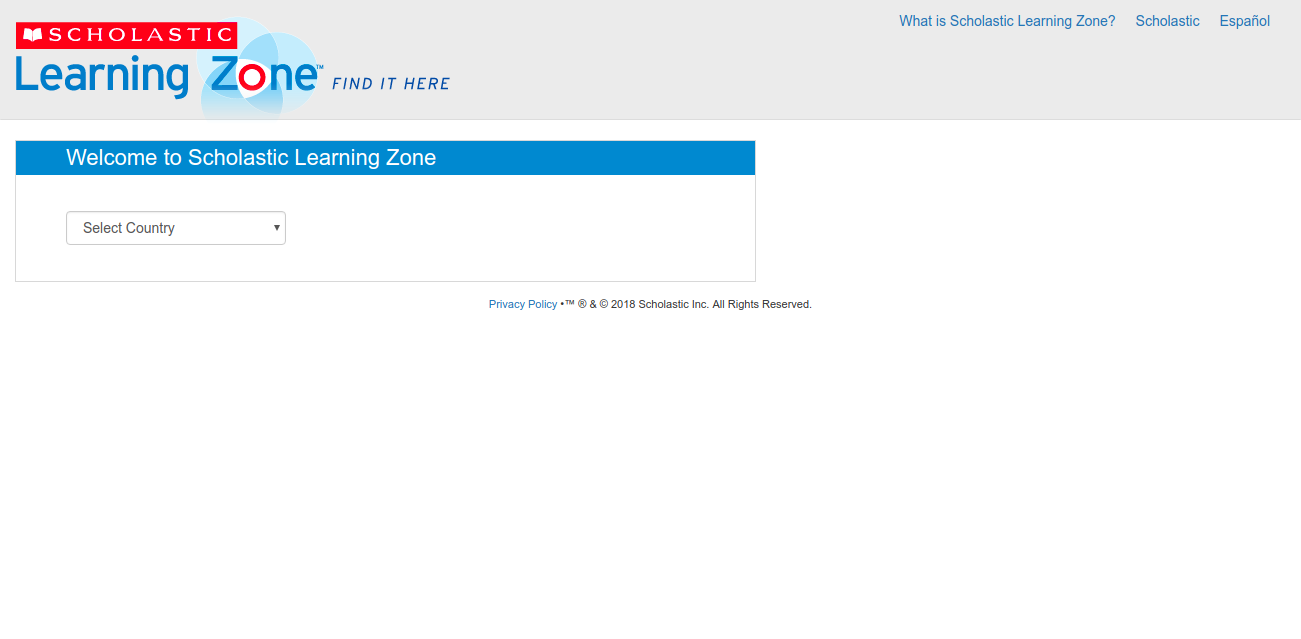 What is Scholastic Learning Zone? Scholastic Español
SCHOLASTIC
Learning Zone™ FIND IT HERE
Welcome to Scholastic Learning Zone
Select Country
Privacy Policy •™ ® & © 2018 Scholastic Inc. All Rights Reserved.